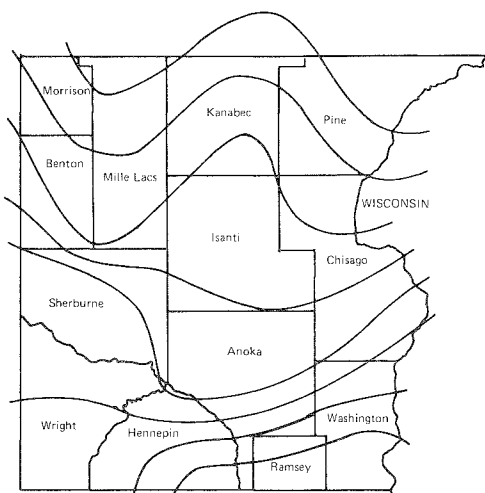 Morrison
Kanabec
Pine
Benton
Mille Lacs
WISCONSIN
Isanti
Chisago
Sherburne
Anoka
Wright
Hennepin
Washington
Ramsey